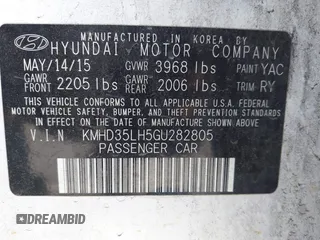 MANUFACTURED IN KOREA BY
HYUNDAI MOTOR COMPANY
MAY/14/15 GVWR 3968 lbs PAINT YAC
GAWR FRONT 2205 lbs GAWR REAR 2006 lbs TRIM RY
THIS VEHICLE CONFORMS TO ALL APPLICABLE
FEDERAL MOTOR VEHICLE SAFETY, BUMPER,
AND THEFT PREVENTION STANDARDS IN EFFECT
ON THE DATE OF MANUFACTURE SHOWN ABOVE.
V.I.N KMHD35LH5GU282805
PASSENGER CAR
© DREAMBID
DREAMBID.COM